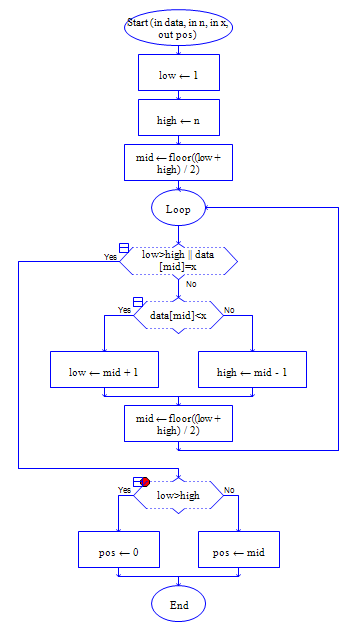 Start (in data, in n, in x,
out pos)
low ← 1
high ← n
mid ← floor((low +
high) / 2)
Loop
low>high || data
[mid]=x
Yes
No
data[mid]<x
Yes
No
low ← mid + 1
high ← mid - 1
mid ← floor((low +
high) / 2)
low>high
Yes
No
pos ← 0
pos ← mid
End